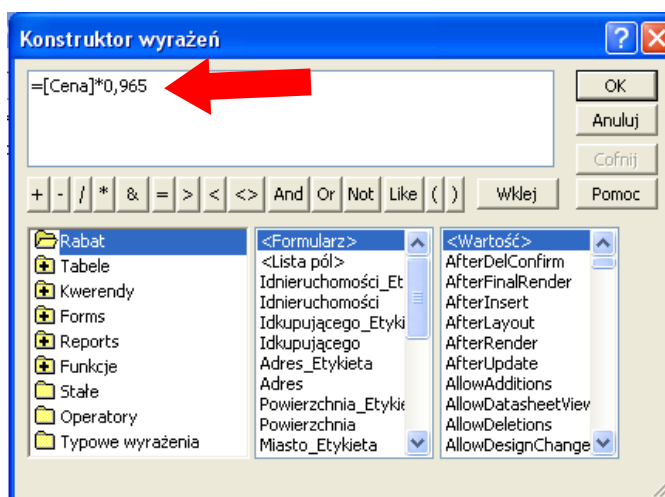 Konstruktor wyrażeń
=[Cena]*0,965
OK
Anuluj
Cofnij
+ - / * & = > < <> And Or Not Like ( ) Wklej Pomoc
Rabat
Tabele
Kwerendy
Forms
Reports
Funkcje
Stałe
Operatory
Typowe wyrażenia
<Formularz>
<Lista pól>
Idnieruchomości_Et
Idnieruchomości
Idkupującego_Etyki
Idkupującego
Adres_Etykieta
Adres
Powierzchnia_Etykie
Powierzchnia
Miasto_Etykieta
<Wartość>
AfterDelConfirm
AfterFinalRender
AfterInsert
AfterLayout
AfterRender
AfterUpdate
AllowAdditions
AllowDatasheetView
AllowDeletions
AllowDesignChange